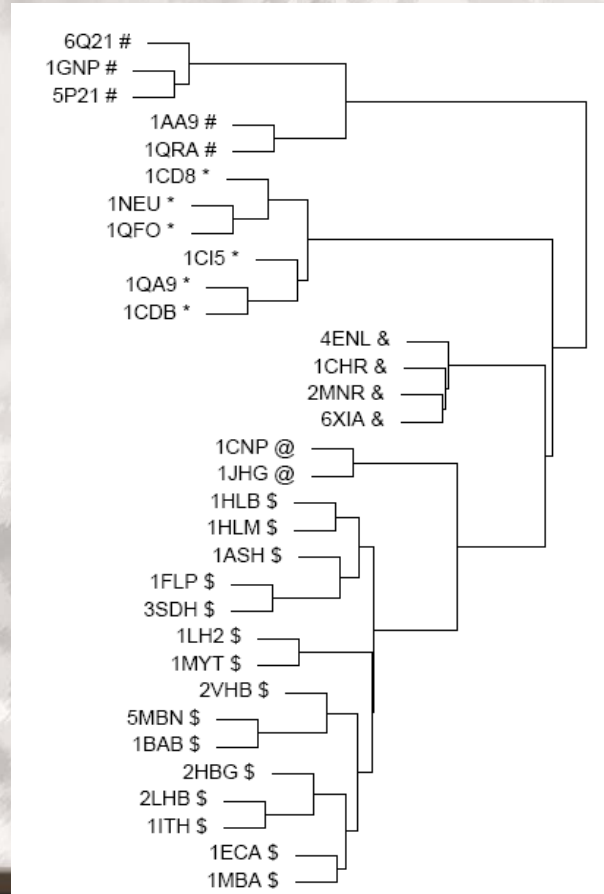 6Q21 #
1GNP #
5P21 #
1AA9 #
1QRA #
1CD8 *
1NEU *
1QFO *
1CI5 *
1QA9 *
1CDB *
4ENL &
1CHR &
2MNR &
6XIA &
1CNP @
1JHG @
1HLB $
1HLM $
1ASH $
1FLP $
3SDH $
1LH2 $
1MYT $
2VHB $
5MBN $
1BAB $
2HBG $
2LHB $
1ITH $
1ECA $
1MBA $